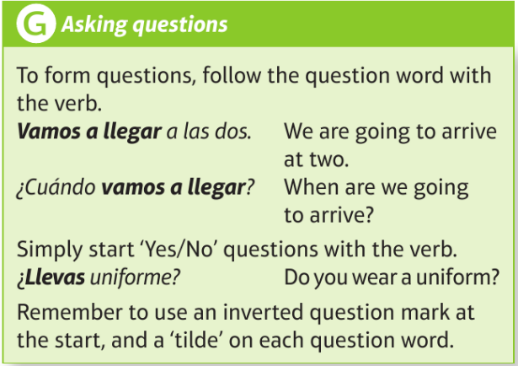 G Asking questions
To form questions, follow the question word with
the verb.
Vamos a llegar a las dos. We are going to arrive
at two.
¿Cuándo vamos a llegar? When are we going
to arrive?
Simply start ‘Yes/No’ questions with the verb.
¿Llevas uniforme? Do you wear a uniform?
Remember to use an inverted question mark at
the start, and a ‘tilde’ on each question word.